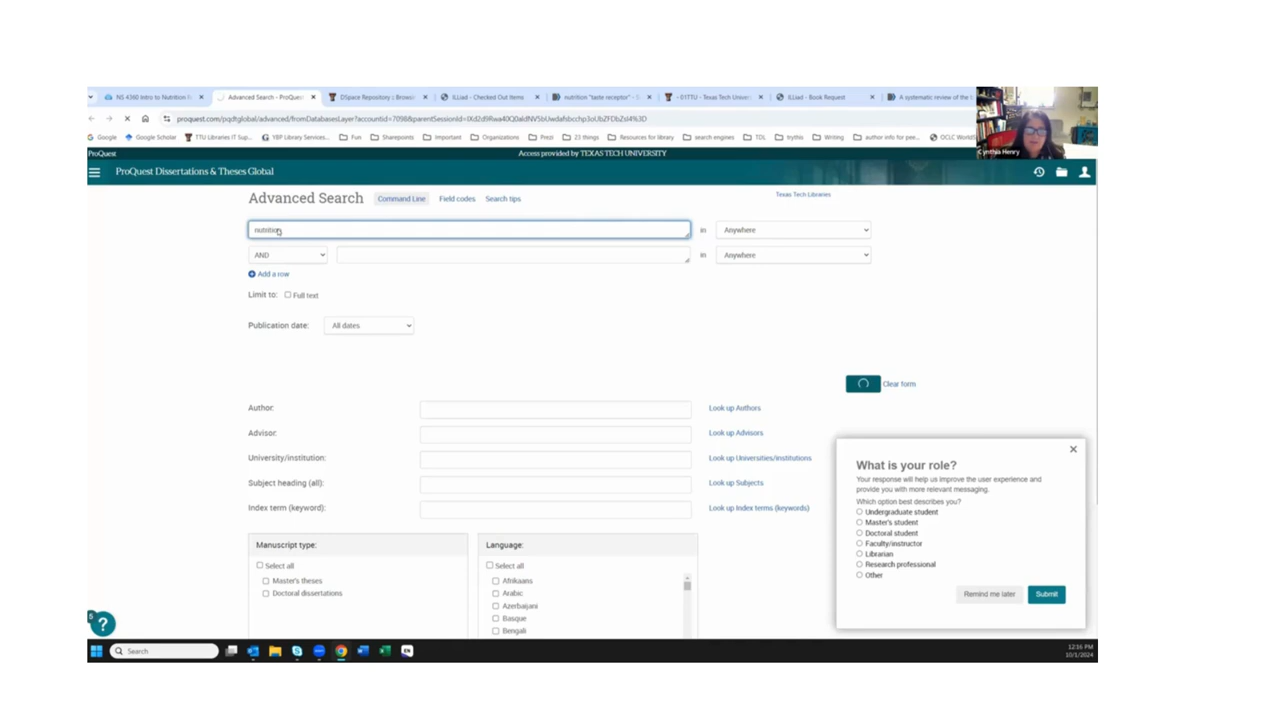 NS 4360 Intro to Nutrition
Advanced Search - ProQuest
DSpace Repository :: Brows
ILLiad - Checked Out Items
nutrition "taste receptor" - S
- 01TTU - Texas Tech Univer
ILLiad - Book Request
A systematic review of the
Google
Google Scholar
TTU Libraries IT Sup...
YBP Library Services...
Fun
Sharepoints
Important
Organizations
Prezi
23 things
Resources for library
search engines
TDL
trythis
Writing
author info for pee...
Cynthia Henry
ProQuest
Access provided by TEXAS TECH UNIVERSITY
ProQuest Dissertations & Theses Global
Advanced Search
Command Line
Field codes
Search tips
Texas Tech Libraries
nutrition
in
Anywhere
AND
in
Anywhere
Add a row
Limit to:
Full text
Publication date:
All dates
Clear form
Author:
Look up Authors
Advisor:
Look up Advisors
University/institution:
Look up Universities/institutions
Subject heading (all):
Look up Subjects
Index term (keyword):
Look up Index terms (keywords)
Manuscript type:
Select all
Master's theses
Doctoral dissertations
Language:
Select all
Afrikaans
Arabic
Azerbaijani
Basque
Bengali
What is your role?
Your response will help us improve the user experience and
provide you with more relevant messaging.
Which option best describes you?
Undergraduate student
Master's student
Doctoral student
Faculty/instructor
Librarian
Research professional
Other
Remind me later
Submit
5
?
Search
12:16 PM
10/1/2024